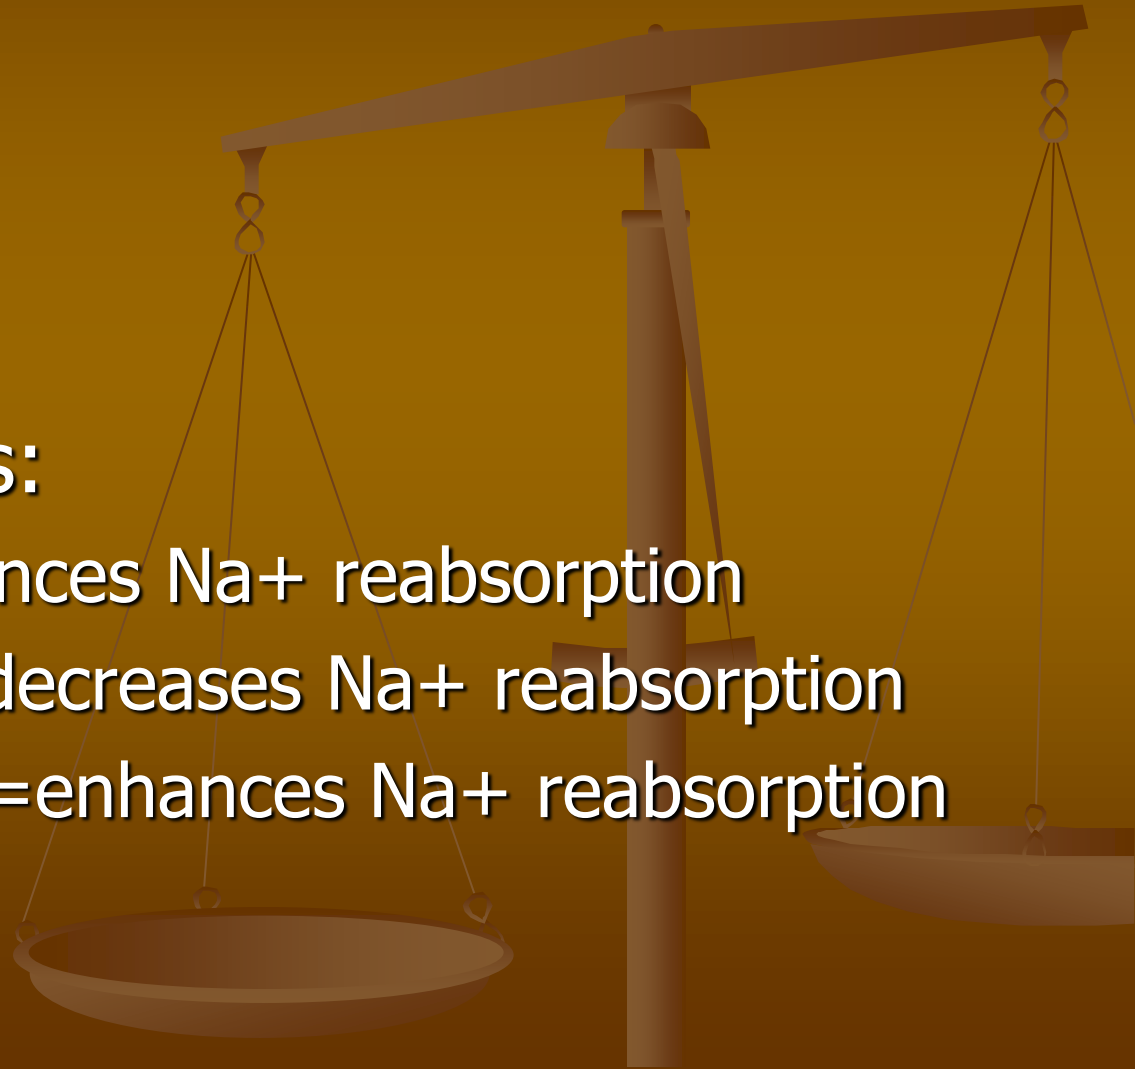 s:
nces Na+ reabsorption
decreases Na+ reabsorption
=enhances Na+ reabsorption